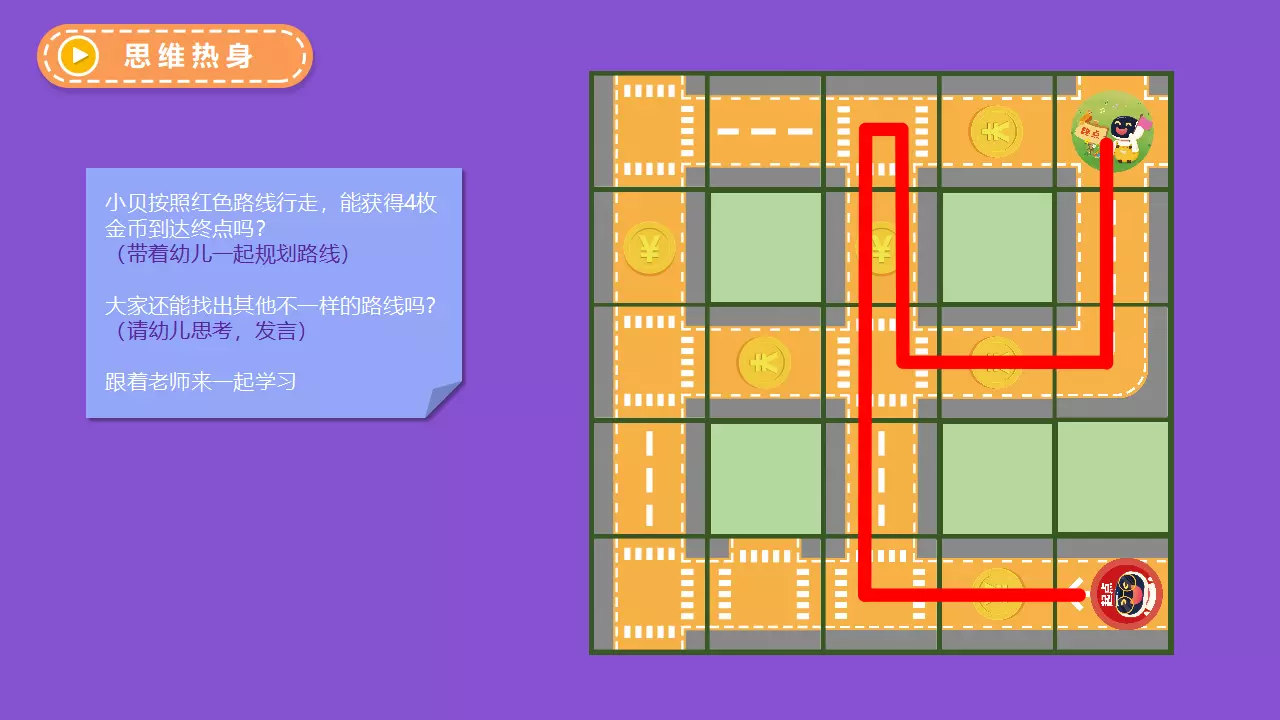 思维热身
小贝按照红色路线行走，能获得4枚
金币到达终点吗？
（带着幼儿一起规划路线）
大家还能找出其他不一样的路线吗？
（请幼儿思考，发言）
跟着老师来一起学习
终点
起点